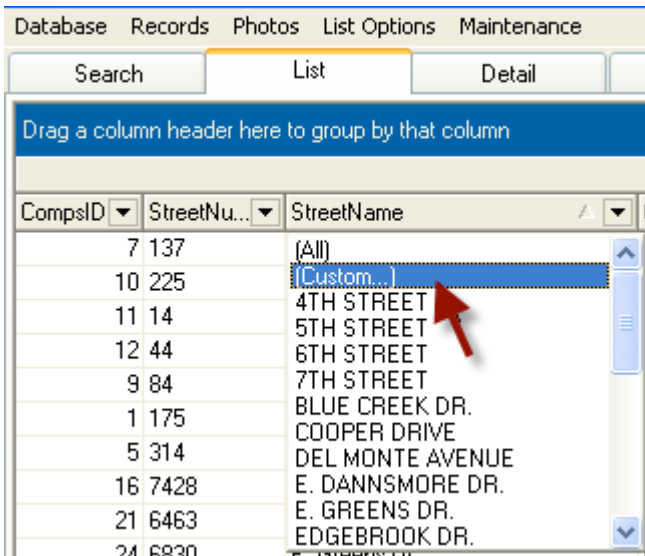 Database Records Photos List Options Maintenance
Search List Detail
Drag a column header here to group by that column
CompsID StreetNu... StreetName
7 137
10 225
11 14
12 44
9 84
1 175
5 314
16 7428
21 6463
24 6830
(All)
(Custom...)
4TH STREET
5TH STREET
6TH STREET
7TH STREET
BLUE CREEK DR.
COOPER DRIVE
DEL MONTE AVENUE
E. DANNSMORE DR.
E. GREENS DR.
EDGEBROOK DR.